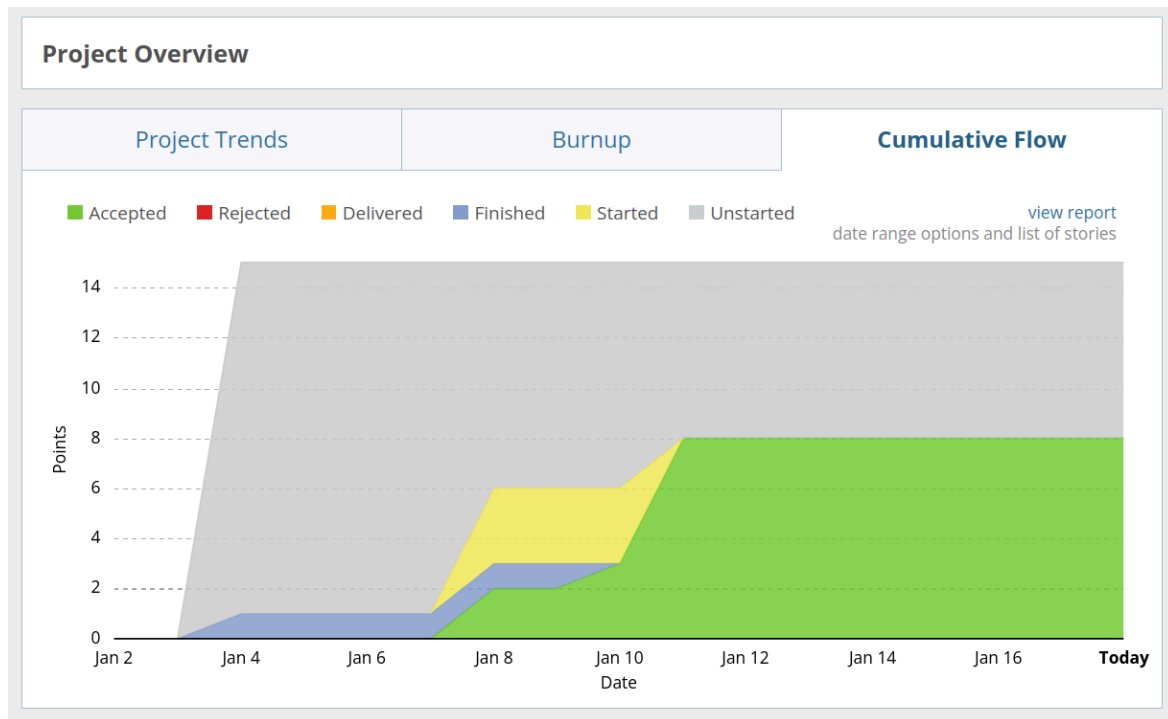 Project Overview
Project Trends
Burnup
Cumulative Flow
Accepted Rejected Delivered Finished Started Unstarted
view report
date range options and list of stories
14
12
10
8
6
4
2
0
Points
Jan 2 Jan 4 Jan 6 Jan 8 Jan 10 Jan 12 Jan 14 Jan 16 Today
Date